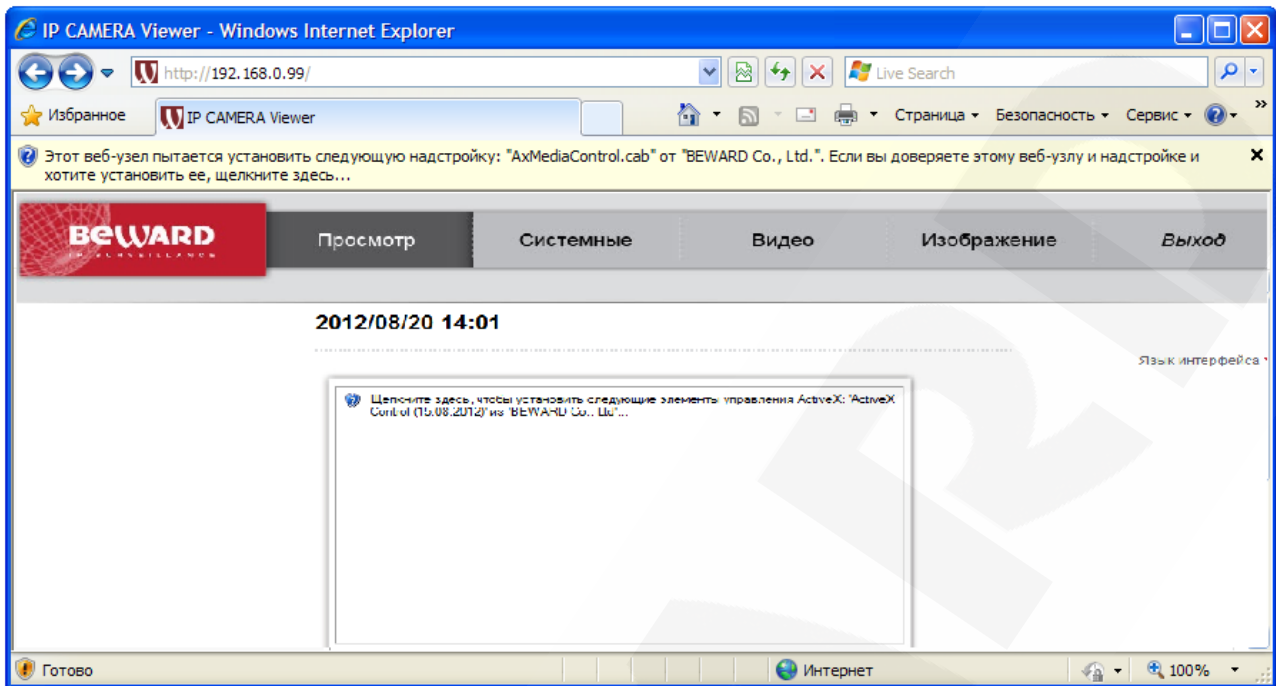 IP CAMERA Viewer - Windows Internet Explorer
http://192.168.0.99/
Live Search
Избранное
IP CAMERA Viewer
Страница
Безопасность
Сервис
»
Этот веб-узел пытается установить следующую надстройку: "AxMediaControl.cab" от "BEWARD Co., Ltd.". Если вы доверяете этому веб-узлу и надстройке и
хотите установить ее, щелкните здесь...
BEWARD
IP SURVEILLANCE
Просмотр
Системные
Видео
Изображение
Выход
2012/08/20 14:01
Язык интерфейса
Щелкните здесь, чтобы установить следующие элементы управления ActiveX: "ActiveX
Control (15.08.2012)" из "BEWARD Co., Ltd"...
Готово
Интернет
100%